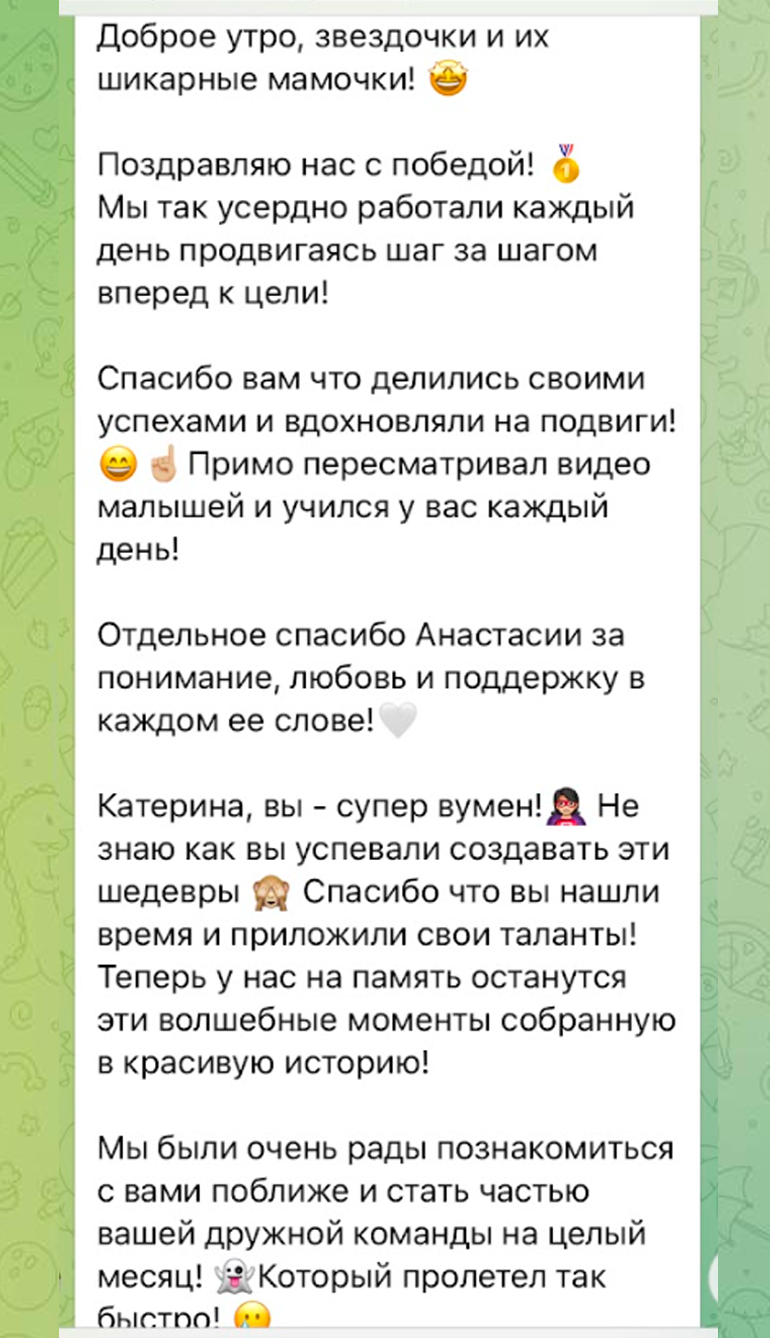 Доброе утро, звездочки и их
шикарные мамочки! 🤩
Поздравляю нас с победой! 🥇
Мы так усердно работали каждый
день продвигаясь шаг за шагом
вперед к цели!
Спасибо вам что делились своими
успехами и вдохновляли на подвиги!
😄☝🏼Примо пересматривал видео
малышей и учился у вас каждый
день!
Отдельное спасибо Анастасии за
понимание, любовь и поддержку в
каждом ее слове!🤍
Катерина, вы - супер вумен!🦸🏻‍♀️ Не
знаю как вы успевали создавать эти
шедевры 🙈 Спасибо что вы нашли
время и приложили свои таланты!
Теперь у нас на память останутся
эти волшебные моменты собранную
в красивую историю!
Мы были очень рады познакомиться
с вами поближе и стать частью
вашей дружной команды на целый
месяц! 👻Который пролетел так
быстро! 🥲